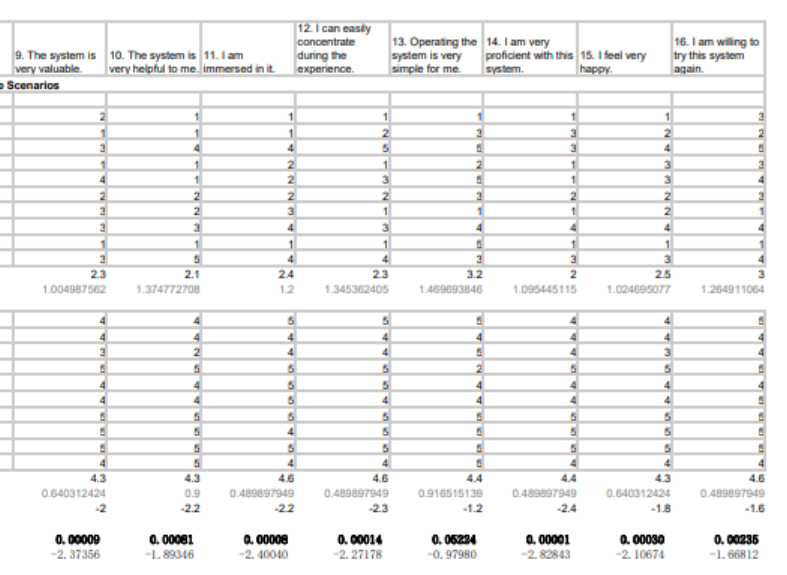 9. The system is
very valuable.
10. The system is
very helpful to me.
11. I am
immersed in it.
12. I can easily
concentrate
during the
experience.
13. Operating the
system is very
simple for me.
14. I am very
proficient with this
system.
15. I feel very
happy.
16. I am willing to
try this system
again.
e Scenarios
2 1 1 1 1 1 1 3
1 1 1 2 3 3 2 2
3 4 4 5 5 3 4 5
1 1 2 1 2 1 3 3
4 1 2 3 5 1 3 4
2 2 2 2 3 2 2 3
3 2 3 1 1 1 2 1
3 3 4 3 4 4 4 4
1 1 1 1 5 1 1 1
3 5 4 4 3 3 3 4
2.3 2.1 2.4 2.3 3.2 2 2.5 3
1.004987562 1.374772708 1.2 1.345362405 1.469693846 1.095445115 1.024695077 1.264911064
4 4 5 5 5 4 4 5
4 4 4 4 4 4 4 4
3 2 4 4 5 4 3 4
5 5 5 5 2 5 5 5
4 4 5 5 4 4 4 4
4 4 5 4 4 4 4 5
5 5 5 5 5 5 5 5
5 5 4 5 5 5 5 5
5 5 5 5 5 5 5 5
4 5 4 4 5 4 4 4
4.3 4.3 4.6 4.6 4.4 4.4 4.3 4.6
0.640312424 0.9 0.489897949 0.489897949 0.916515139 0.489897949 0.640312424 0.489897949
-2 -2.2 -2.2 -2.3 -1.2 -2.4 -1.8 -1.6
0.00009 0.00081 0.00008 0.00014 0.05224 0.00001 0.00030 0.00235
-2.37356 -1.89346 -2.40040 -2.27178 -0.97980 -2.82843 -2.10674 -1.66812